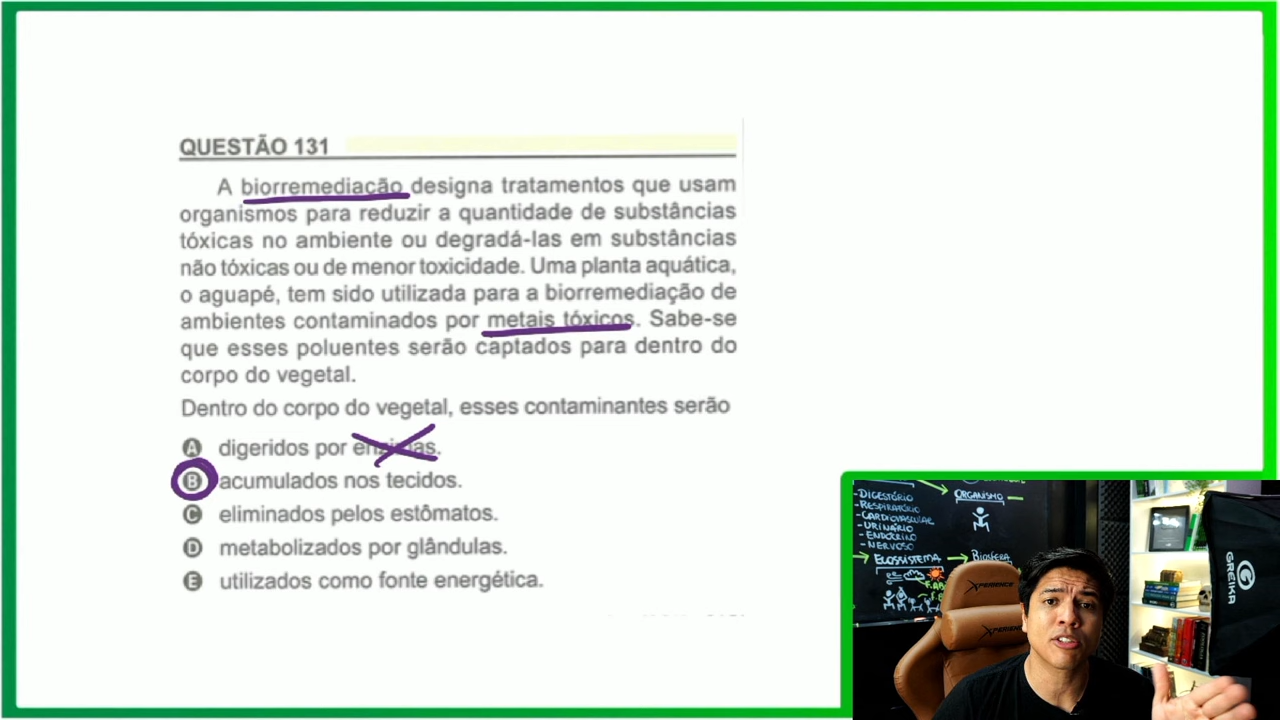 QUESTÃO 131
A biorremediação designa tratamentos que usam
organismos para reduzir a quantidade de substâncias
tóxicas no ambiente ou degradá-las em substâncias
não tóxicas ou de menor toxicidade. Uma planta aquática,
o aguapé, tem sido utilizada para a biorremediação de
ambientes contaminados por metais tóxicos. Sabe-se
que esses poluentes serão captados para dentro do
corpo do vegetal.
Dentro do corpo do vegetal, esses contaminantes serão
A digeridos por enzimas.
B acumulados nos tecidos.
C eliminados pelos estômatos.
D metabolizados por glândulas.
E utilizados como fonte energética.
-DIGESTÓRIO
-RESPIRATÓRIO
-CARDIOVASCULAR
-URINÁRIO
-ENDÓCRINO
-NERVOSO
ORGANISMO
ECOSSISTEMA
BIOSFERA
XPERIENCE
XPERIENCE
GREIKA